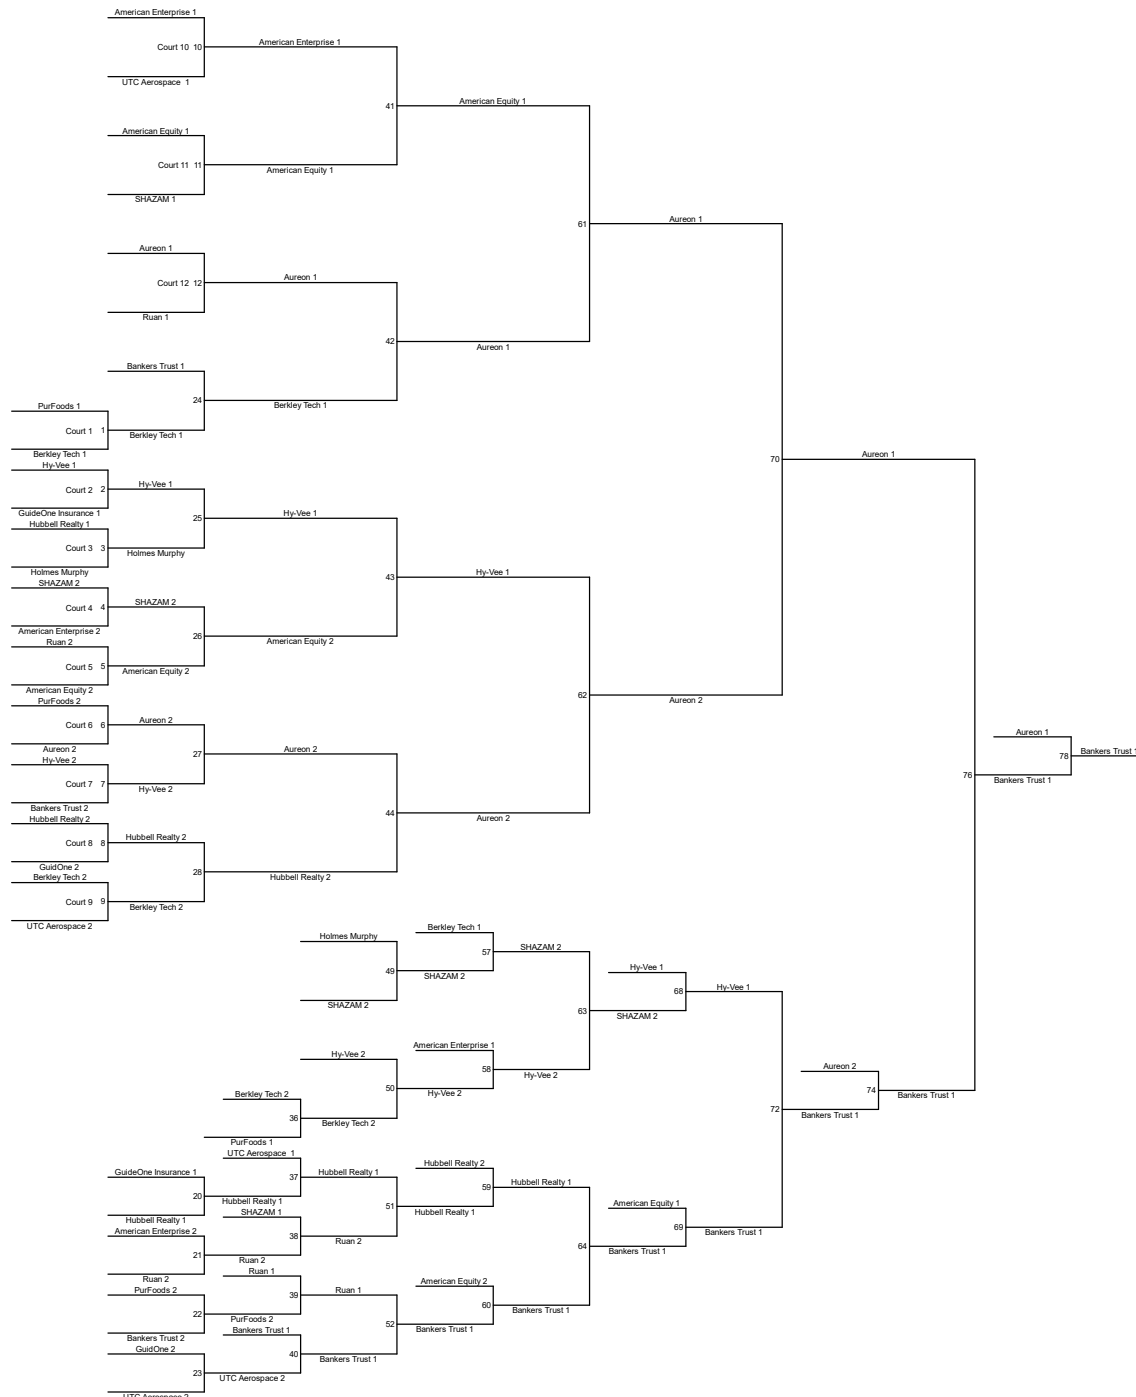 American Enterprise 1
Court 10 10
American Enterprise 1
UTC Aerospace 1
41
American Equity 1
American Equity 1
Court 11 11
American Equity 1
SHAZAM 1
61
Aureon 1
Aureon 1
Court 12 12
Aureon 1
Ruan 1
42
Aureon 1
Bankers Trust 1
24
Berkley Tech 1
PurFoods 1
Court 1 1
Berkley Tech 1
Berkley Tech 1
70
Aureon 1
Hy-Vee 1
Court 2 2
Hy-Vee 1
GuideOne Insurance 1
25
Hy-Vee 1
Hubbell Realty 1
Court 3 3
Holmes Murphy
Holmes Murphy
43
Hy-Vee 1
SHAZAM 2
Court 4 4
SHAZAM 2
American Enterprise 2
26
American Equity 2
Ruan 2
Court 5 5
American Equity 2
American Equity 2
62
Aureon 2
PurFoods 2
Court 6 6
Aureon 2
Aureon 2
27
Aureon 2
Hy-Vee 2
Court 7 7
Hy-Vee 2
Bankers Trust 2
44
Aureon 2
Hubbell Realty 2
Court 8 8
Hubbell Realty 2
GuidOne 2
28
Hubbell Realty 2
Berkley Tech 2
Court 9 9
Berkley Tech 2
UTC Aerospace 2
76
Aureon 1
78
Bankers Trust 1
Bankers Trust 1
Holmes Murphy
49
SHAZAM 2
Berkley Tech 1
57
SHAZAM 2
SHAZAM 2
63
Hy-Vee 1
68
Hy-Vee 1
SHAZAM 2
Hy-Vee 2
50
American Enterprise 1
58
Hy-Vee 2
Hy-Vee 2
Berkley Tech 2
36
Berkley Tech 2
PurFoods 1
72
Aureon 2
74
Bankers Trust 1
Bankers Trust 1
GuideOne Insurance 1
20
Hubbell Realty 1
UTC Aerospace 1
37
Hubbell Realty 1
Hubbell Realty 1
51
Hubbell Realty 2
59
Hubbell Realty 1
Hubbell Realty 1
American Enterprise 2
21
Ruan 2
SHAZAM 1
38
Ruan 2
Ruan 2
64
American Equity 1
69
Bankers Trust 1
Bankers Trust 1
PurFoods 2
22
Bankers Trust 2
Ruan 1
39
Ruan 1
PurFoods 2
52
American Equity 2
60
Bankers Trust 1
Bankers Trust 1
GuidOne 2
23
UTC Aerospace 2
Bankers Trust 1
40
Bankers Trust 1
UTC Aerospace 2